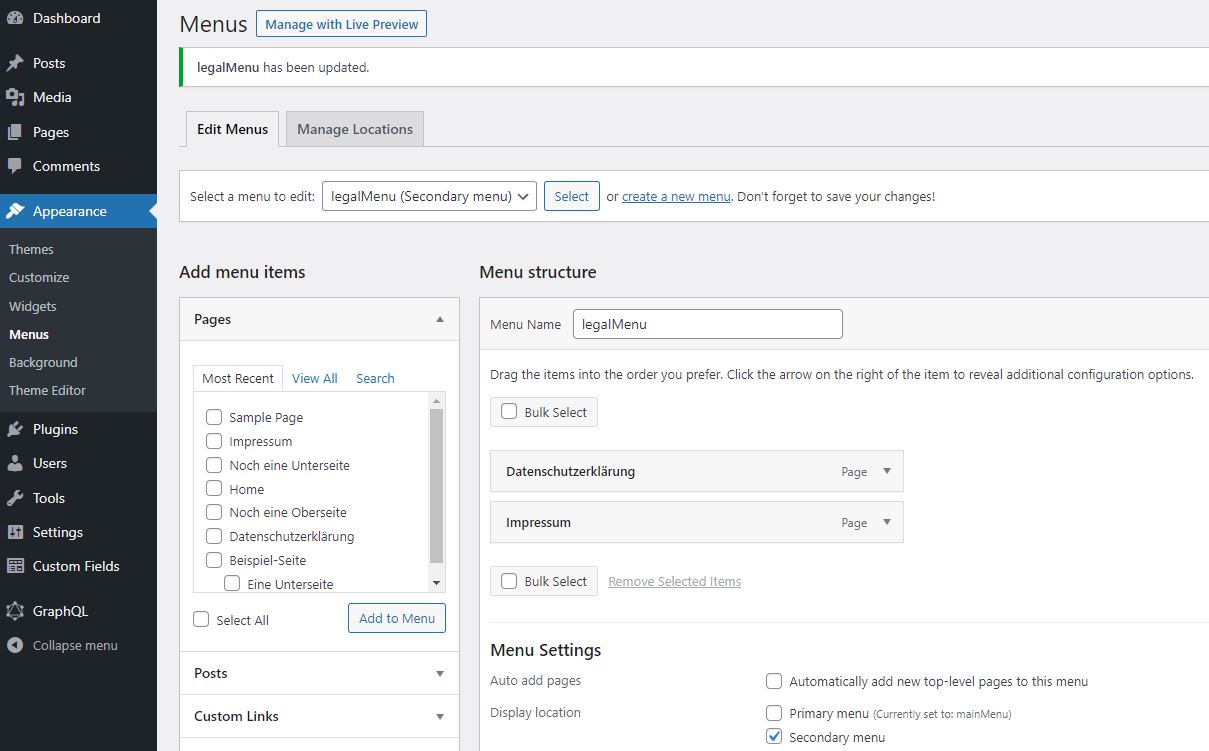 Dashboard
Posts
Media
Pages
Comments
Appearance
Themes
Customize
Widgets
Menus
Background
Theme Editor
Plugins
Users
Tools
Settings
Custom Fields
GraphQL
Collapse menu
Menus Manage with Live Preview
legalMenu has been updated.
Edit Menus Manage Locations
Select a menu to edit: legalMenu (Secondary menu) Select or create a new menu. Don't forget to save your changes!
Add menu items
Pages
Most Recent View All Search
Sample Page
Impressum
Noch eine Unterseite
Home
Noch eine Oberseite
Datenschutzerklärung
Beispiel-Seite
Eine Unterseite
Select All Add to Menu
Posts
Custom Links
Menu structure
Menu Name legalMenu
Drag the items into the order you prefer. Click the arrow on the right of the item to reveal additional configuration options.
Bulk Select
Datenschutzerklärung Page
Impressum Page
Bulk Select Remove Selected Items
Menu Settings
Auto add pages Automatically add new top-level pages to this menu
Display location Primary menu (Currently set to: mainMenu)
Secondary menu